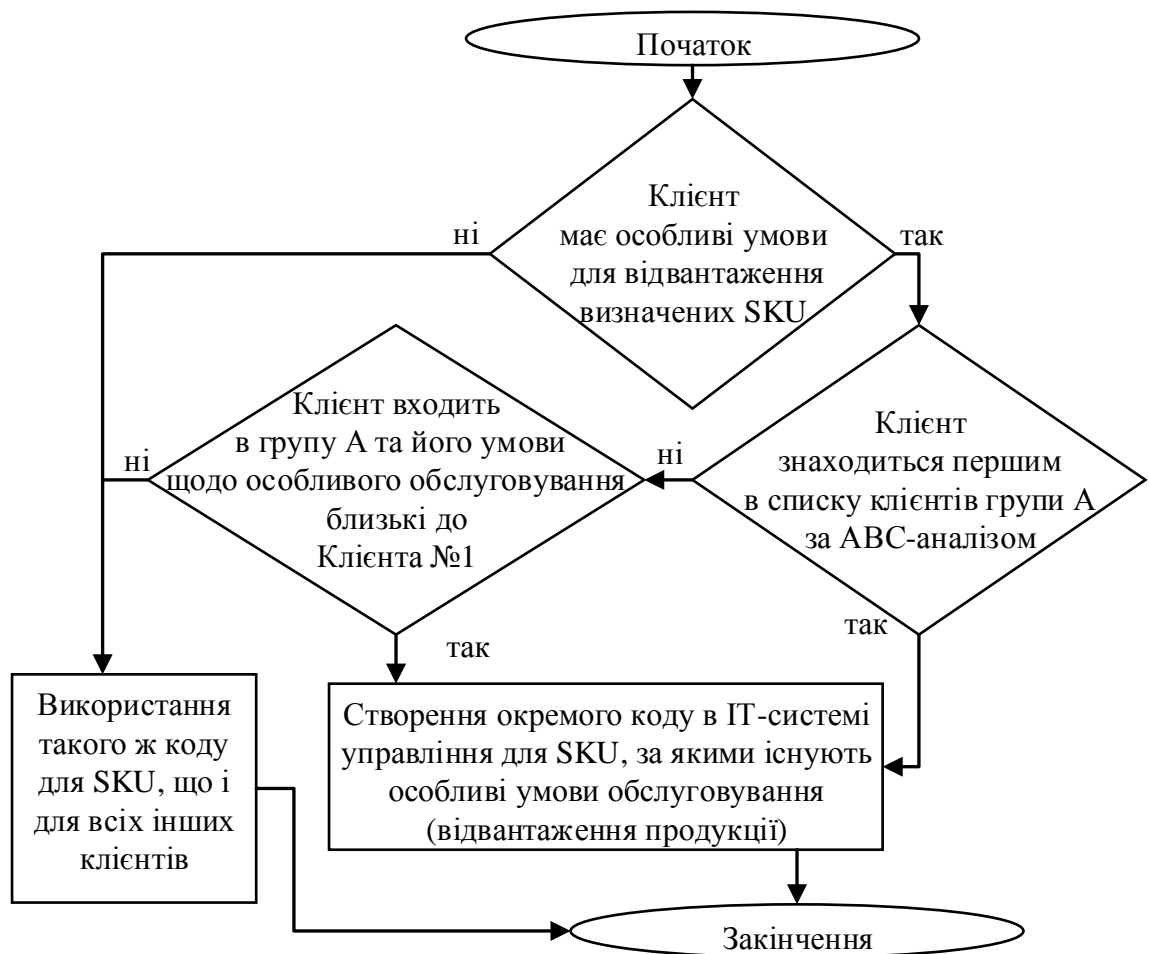 Початок
Клієнт
має особливі умови
для відвантаження
визначених SKU
ні
так
Клієнт входить
в групу А та його умови
щодо особливого обслуговування
близькі до
Клієнта №1
ні
ні
Клієнт
знаходиться першим
в списку клієнтів групи А
за АВС-аналізом
так
так
Використання
такого ж коду
для SKU, що і
для всіх інших
клієнтів
Створення окремого коду в ІТ-системі
управління для SKU, за якими існують
особливі умови обслуговування
(відвантаження продукції)
Закінчення